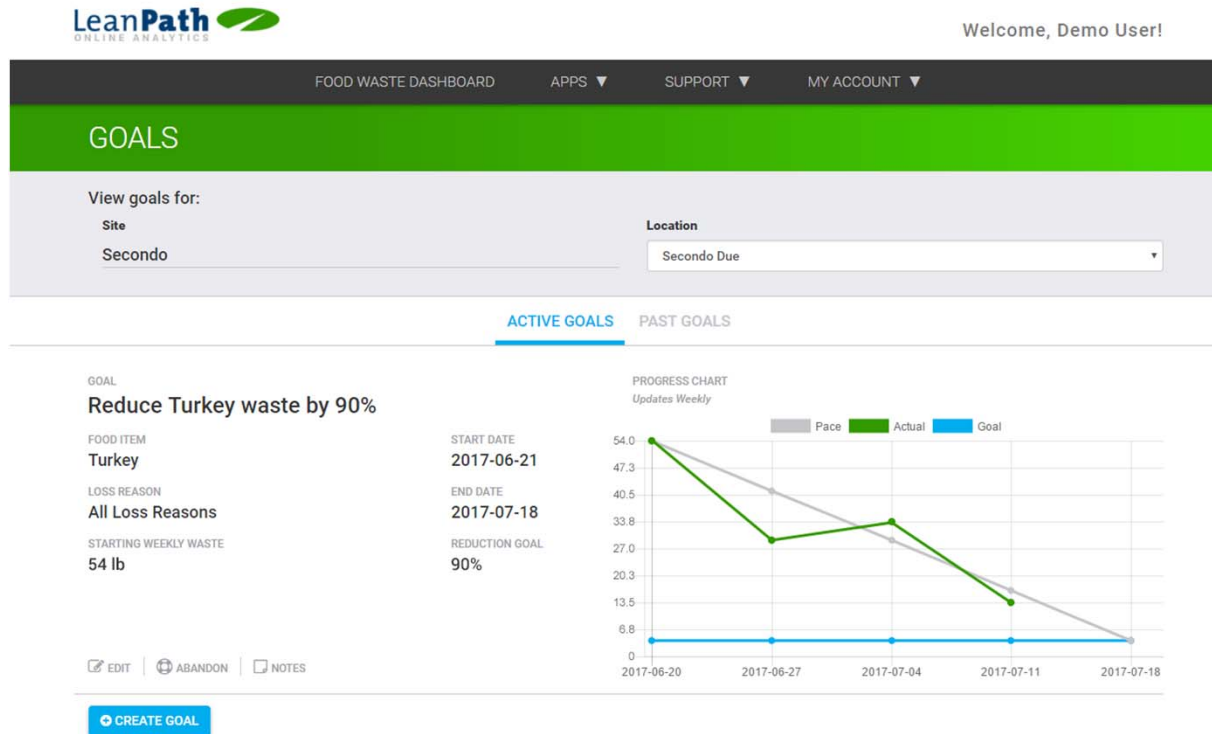 LeanPath
ONLINE ANALYTICS
Welcome, Demo User!
FOOD WASTE DASHBOARD APPS ▼ SUPPORT ▼ MY ACCOUNT ▼
GOALS
View goals for:
Site Location
Secondo Secondo Due
ACTIVE GOALS PAST GOALS
GOAL
Reduce Turkey waste by 90%
FOOD ITEM START DATE
Turkey 2017-06-21
LOSS REASON END DATE
All Loss Reasons 2017-07-18
STARTING WEEKLY WASTE REDUCTION GOAL
54 lb 90%
EDIT ABANDON NOTES
PROGRESS CHART
Updates Weekly
Pace Actual Goal
54.0
47.3
40.5
33.8
27.0
20.3
13.5
6.8
0
2017-06-20 2017-06-27 2017-07-04 2017-07-11 2017-07-18
CREATE GOAL